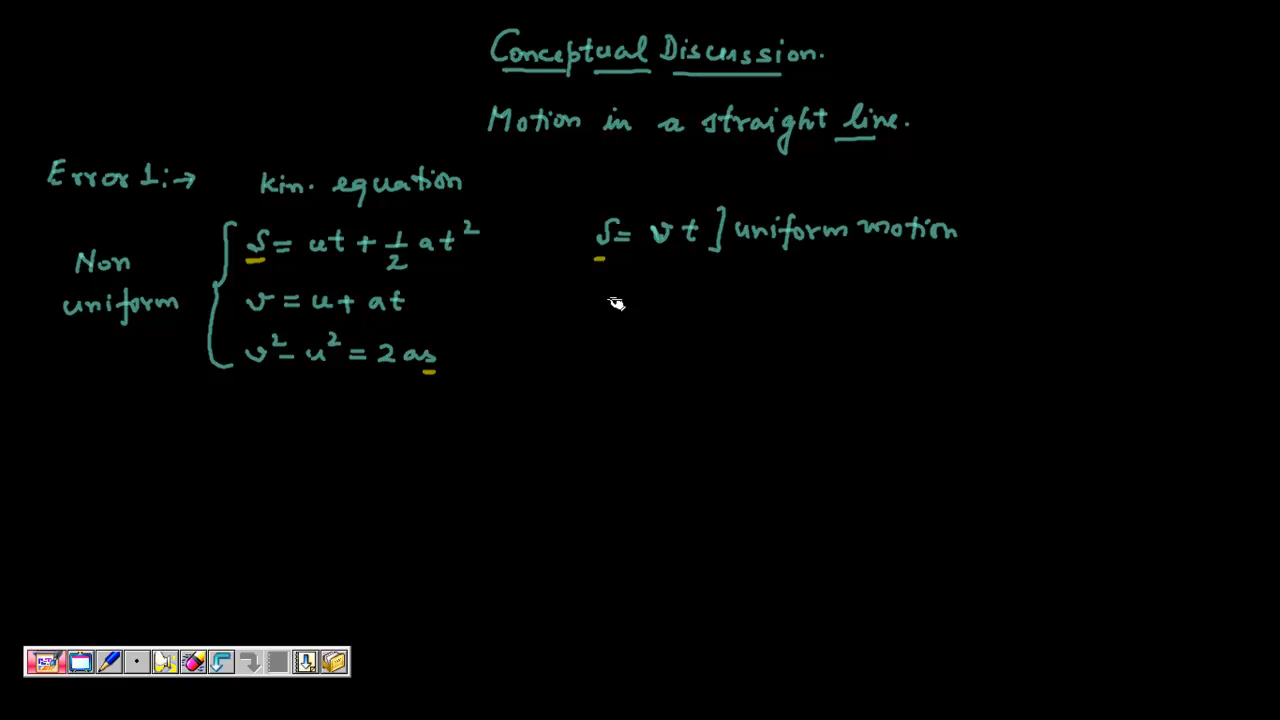 Conceptual Discussion.
Motion in a straight line.
Error 1:→ kin. equation
S = ut + 1/2 at² S = vt ] uniform motion
Non
uniform
v = u + at
v² - u² = 2as